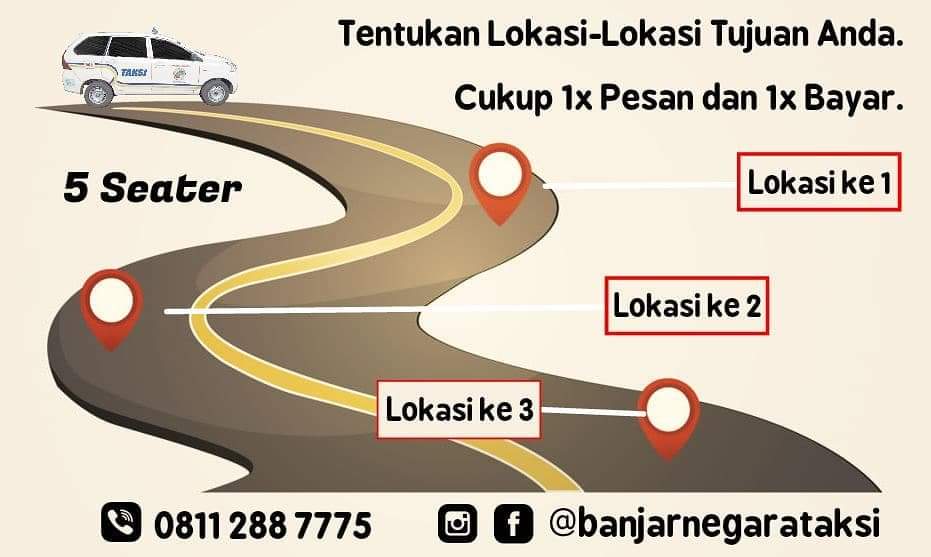 Tentukan Lokasi-Lokasi Tujuan Anda.
Cukup 1x Pesan dan 1x Bayar.
TAKSI
5 Seater
Lokasi ke 1
Lokasi ke 2
Lokasi ke 3
0811 288 7775
@banjarnegarataksi